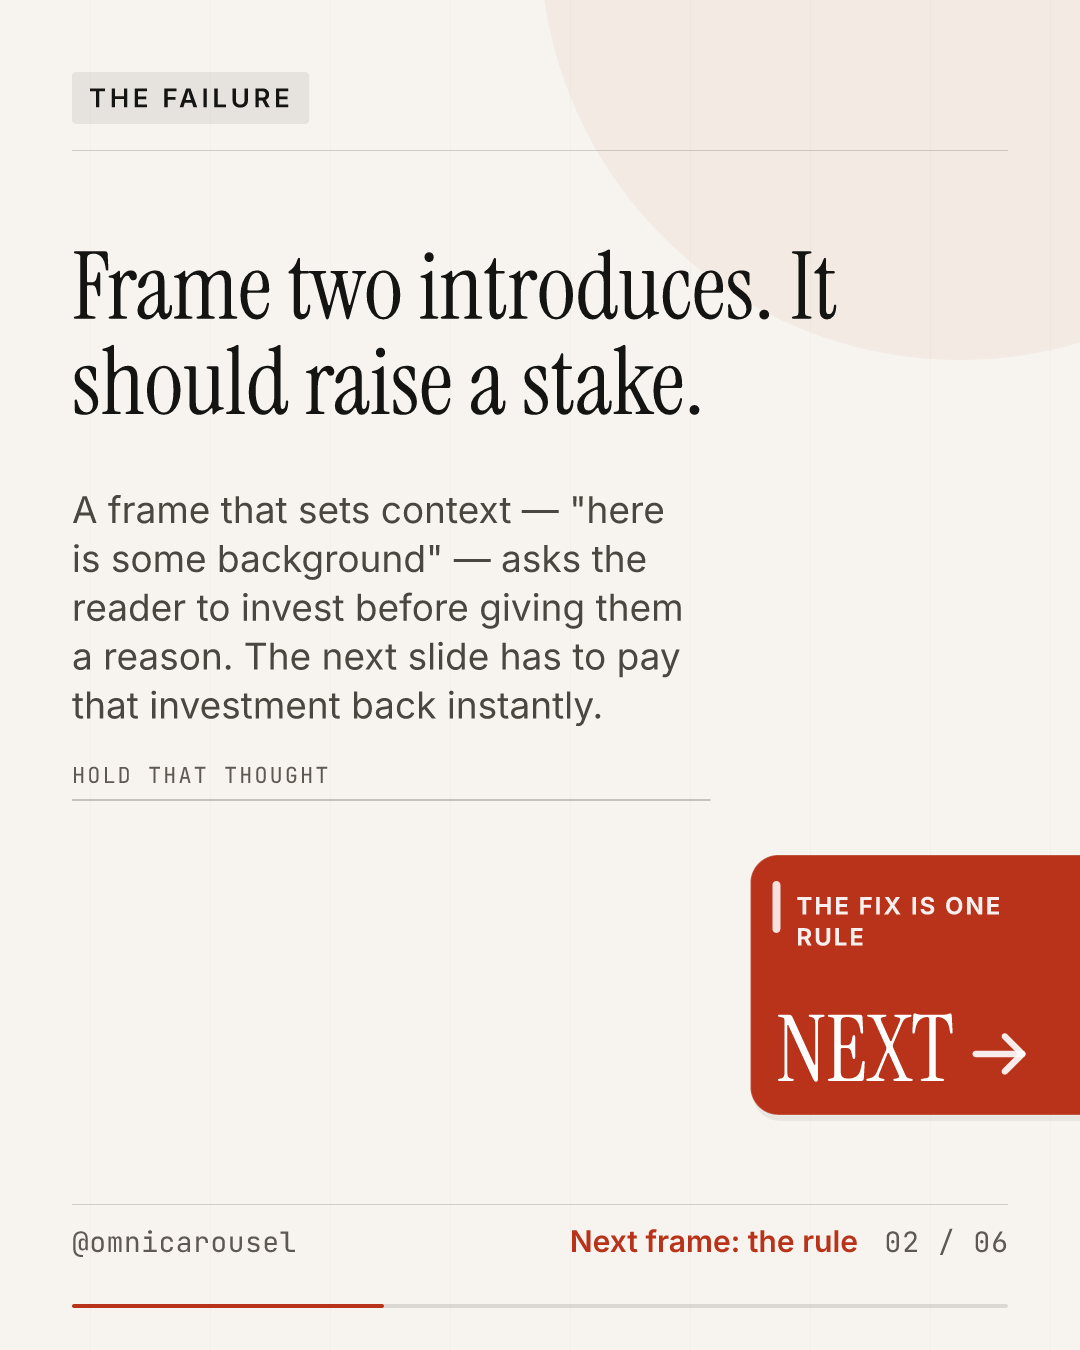 THE FAILURE
Frame two introduces. It
should raise a stake.
A frame that sets context — "here
is some background" — asks the
reader to invest before giving them
a reason. The next slide has to pay
that investment back instantly.
HOLD THAT THOUGHT
THE FIX IS ONE
RULE
NEXT →
@omnicarousel
Next frame: the rule
02 / 06